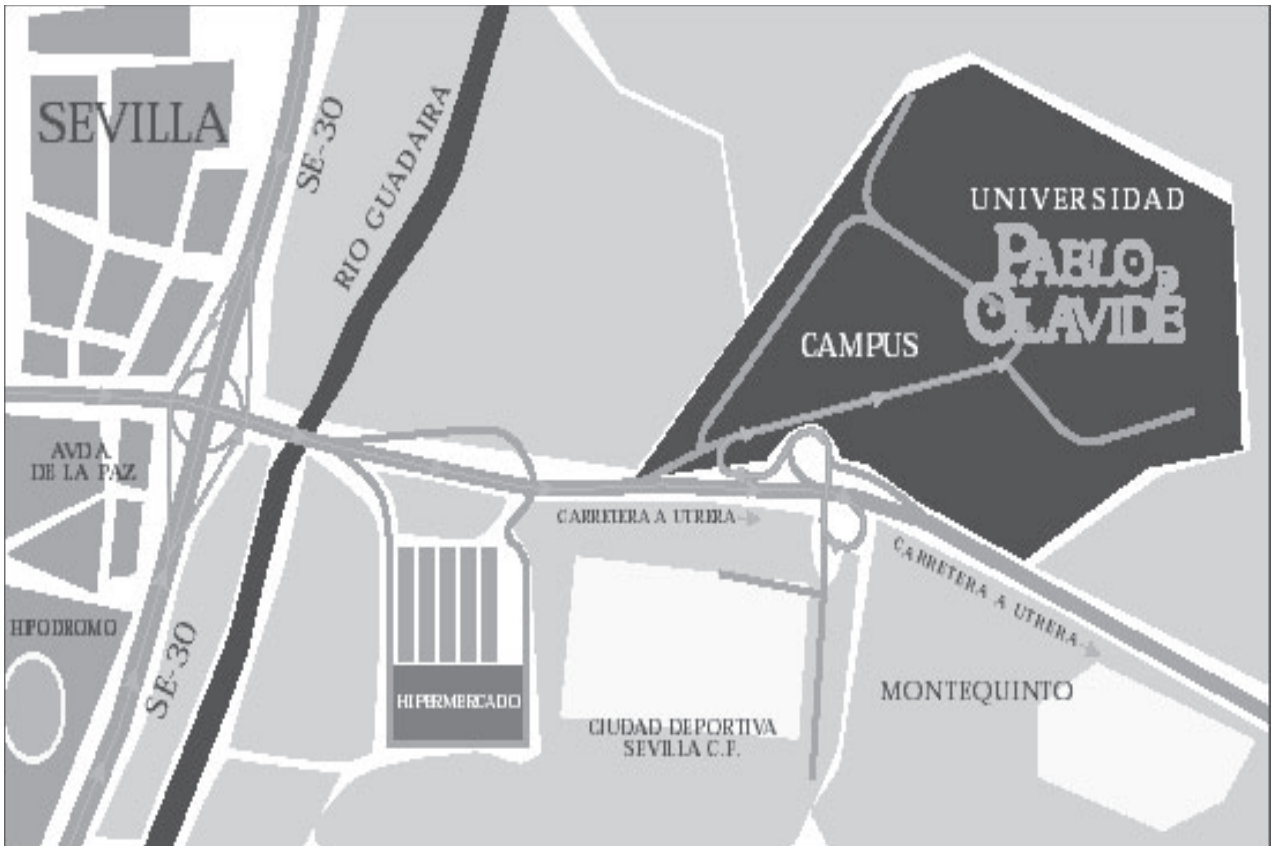 SEVILLA
SE-30
RIO GUADAIRA
UNIVERSIDAD
PABLO DE
OLAVIDE
CAMPUS
AVDA.
DE LA PAZ
CARRETERA A UTRERA
CARRETERA A UTRERA
HIPODROMO
SE-30
HIPERMERCADO
MONTEQUINTO
CIUDAD DEPORTIVA
SEVILLA C.F.